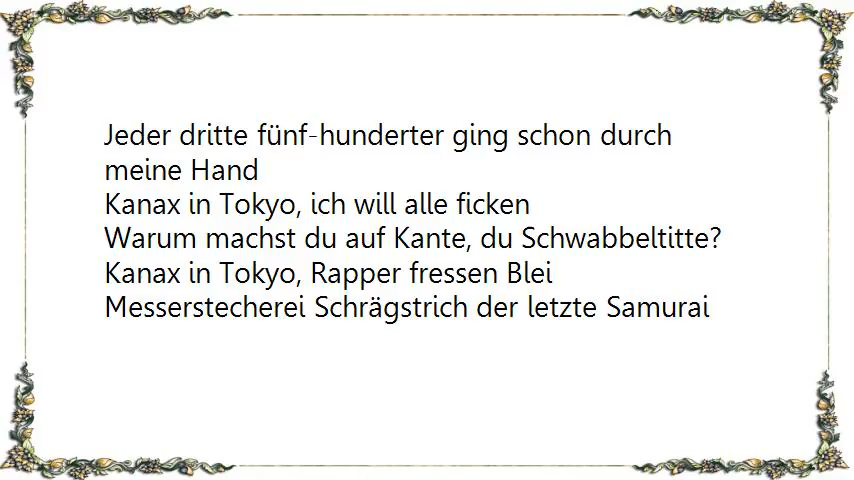 Jeder dritte fünf-hunderter ging schon durch
meine Hand
Kanax in Tokyo, ich will alle ficken
Warum machst du auf Kante, du Schwabbeltitte?
Kanax in Tokyo, Rapper fressen Blei
Messerstecherei Schrägstrich der letzte Samurai